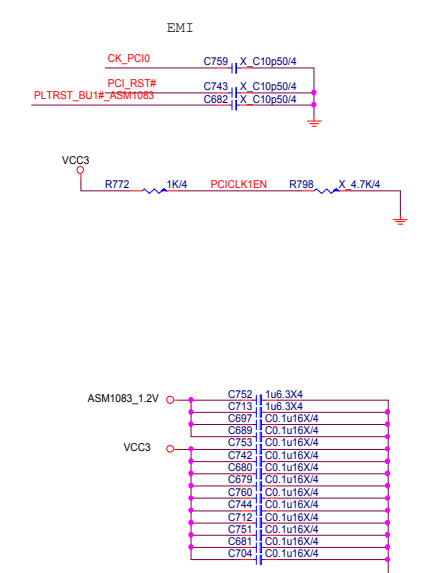 EMI
CK_PCI0 C759 X_C10p50/4
PCI_RST# C743 X_C10p50/4
PLTRST_BU1#_ASM1083 C682 X_C10p50/4
VCC3
R772 1K/4 PCICLK1EN R798 X_4.7K/4
C752 1u6.3X4
ASM1083_1.2V
C713 1u6.3X4
C697 C0.1u16X/4
C689 C0.1u16X/4
VCC3
C753 C0.1u16X/4
C742 C0.1u16X/4
C680 C0.1u16X/4
C679 C0.1u16X/4
C760 C0.1u16X/4
C744 C0.1u16X/4
C712 C0.1u16X/4
C751 C0.1u16X/4
C681 C0.1u16X/4
C704 C0.1u16X/4